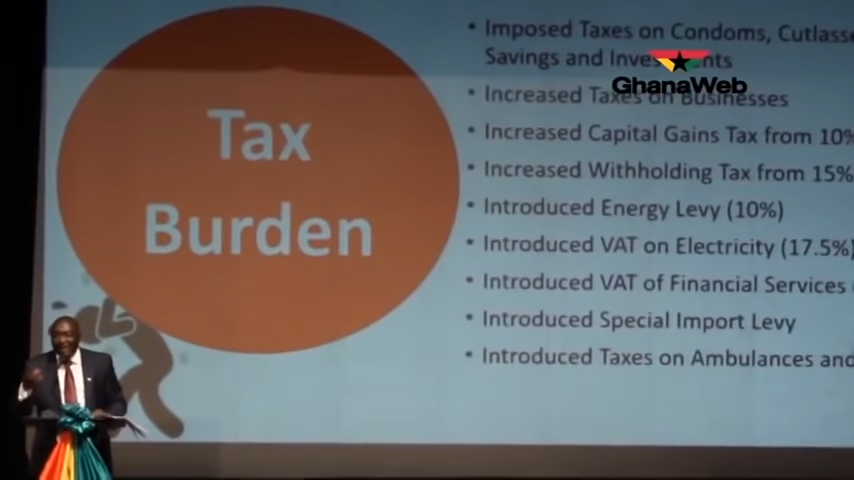 Tax
Burden
• Imposed Taxes on Condoms, Cutlasse
Savings and Inves ents
GhanaWeb
• Increased Taxes on Businesses
• Increased Capital Gains Tax from 10%
• Increased Withholding Tax from 15%
• Introduced Energy Levy (10%)
• Introduced VAT on Electricity (17.5%)
• Introduced VAT of Financial Services
• Introduced Special Import Levy
• Introduced Taxes on Ambulances and